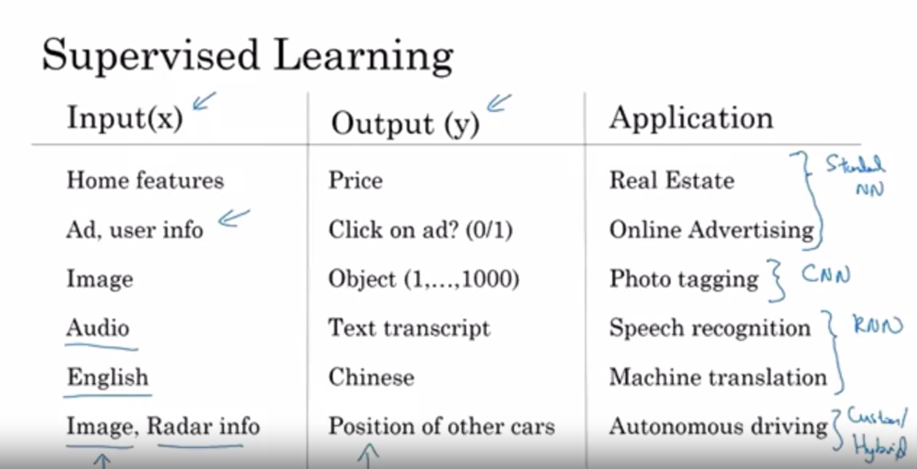 Supervised Learning
Input(x) Output (y) Application
Home features Price Real Estate
Standard
NN
Ad, user info Click on ad? (0/1) Online Advertising
Image Object (1,...,1000) Photo tagging CNN
Audio Text transcript Speech recognition RNN
English Chinese Machine translation
Image, Radar info Position of other cars Autonomous driving
Custom/
Hybrid